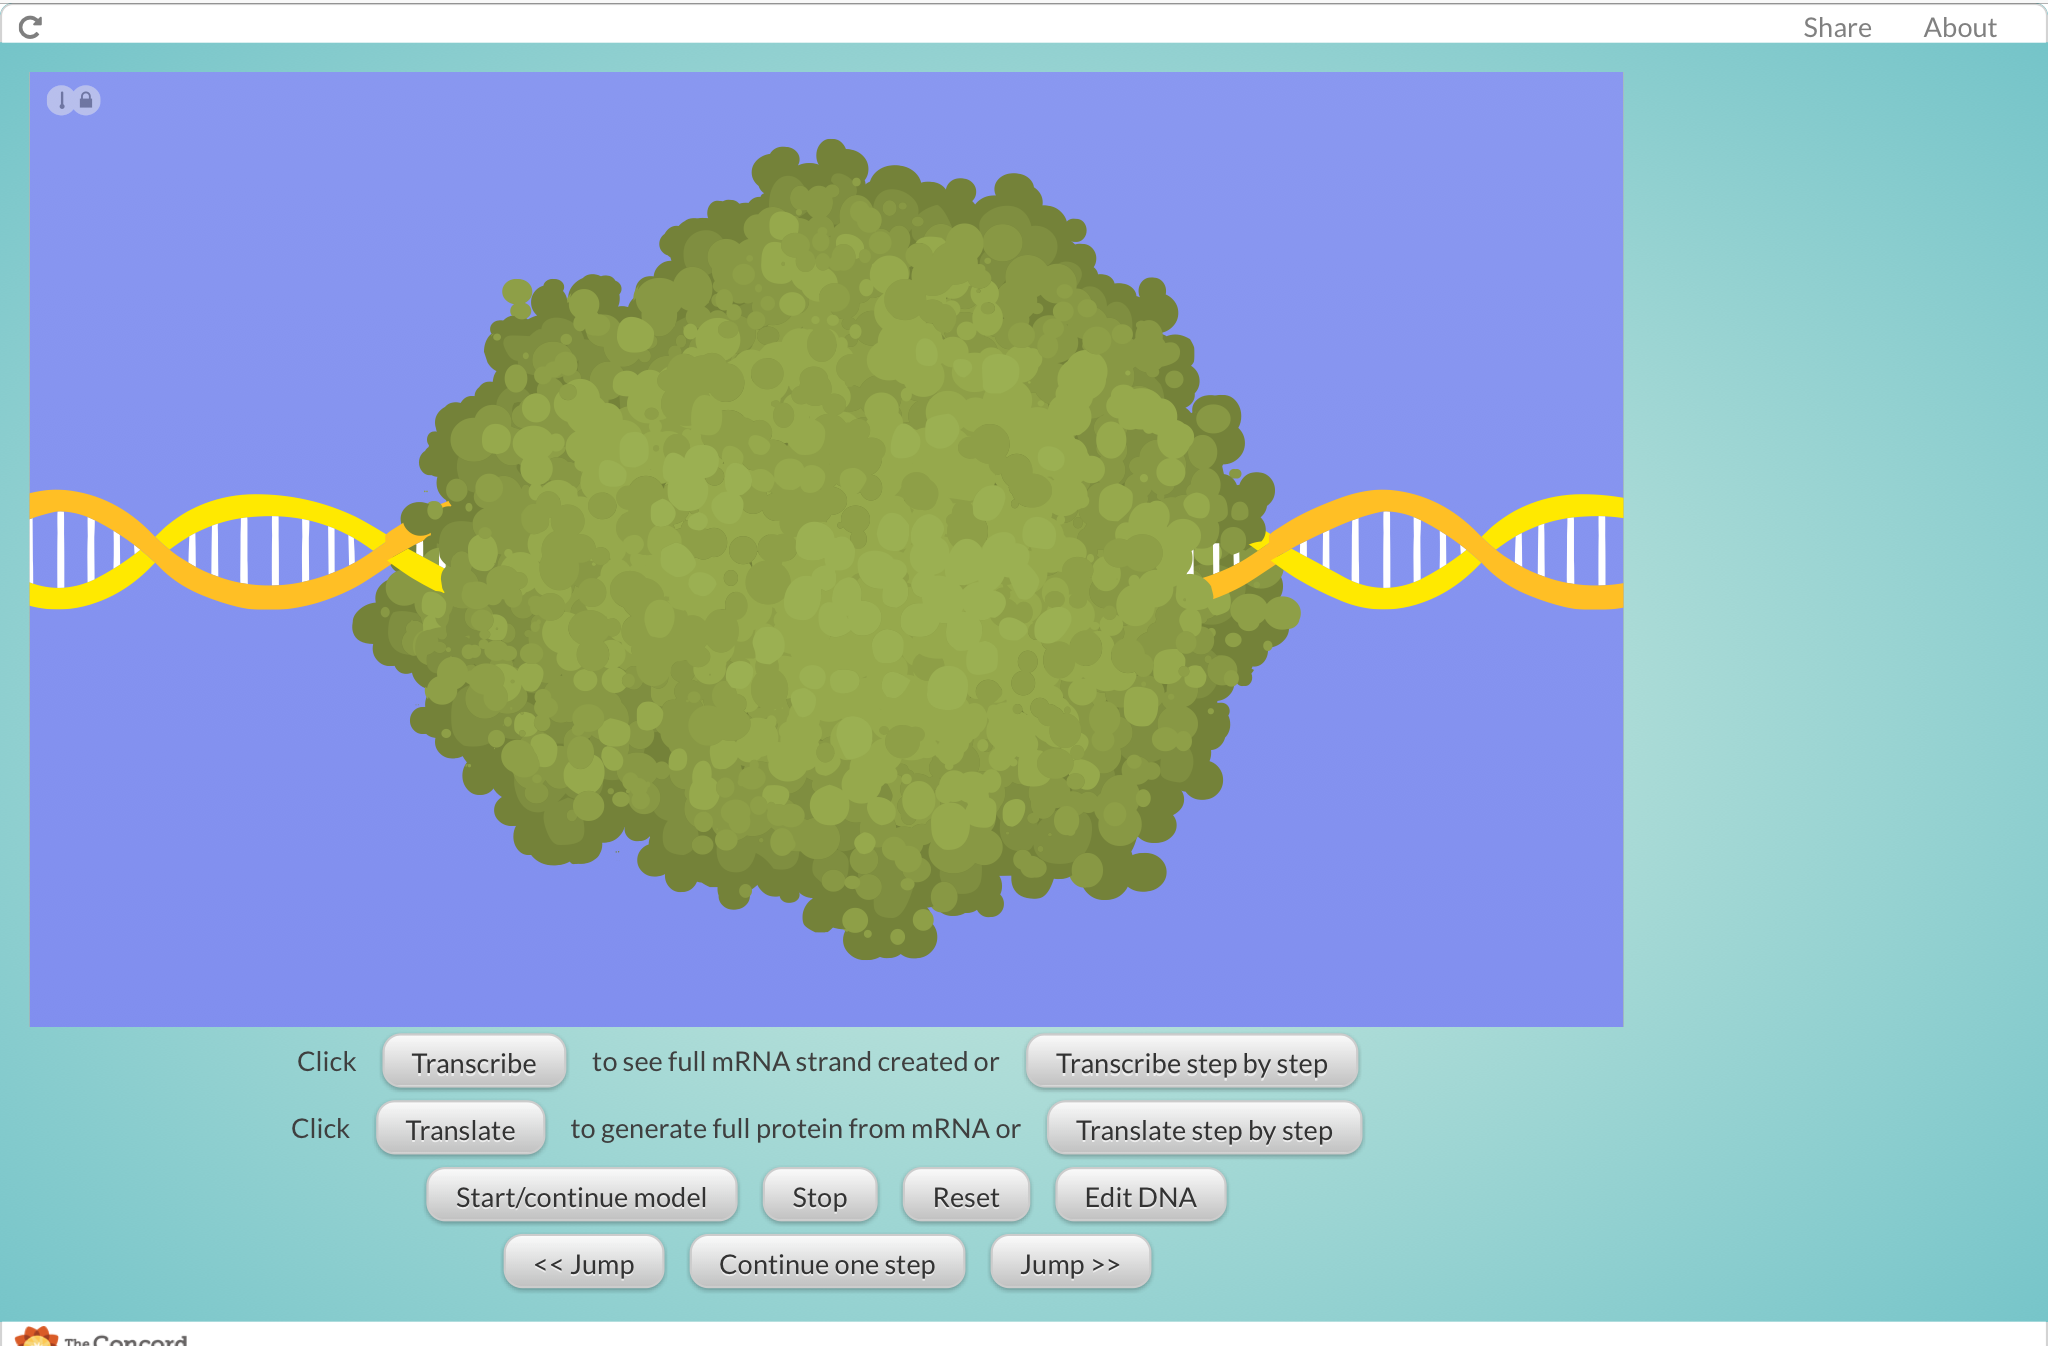 Share About
Click Transcribe to see full mRNA strand created or Transcribe step by step
Click Translate to generate full protein from mRNA or Translate step by step
Start/continue model Stop Reset Edit DNA
<< Jump Continue one step Jump >>
The Concord